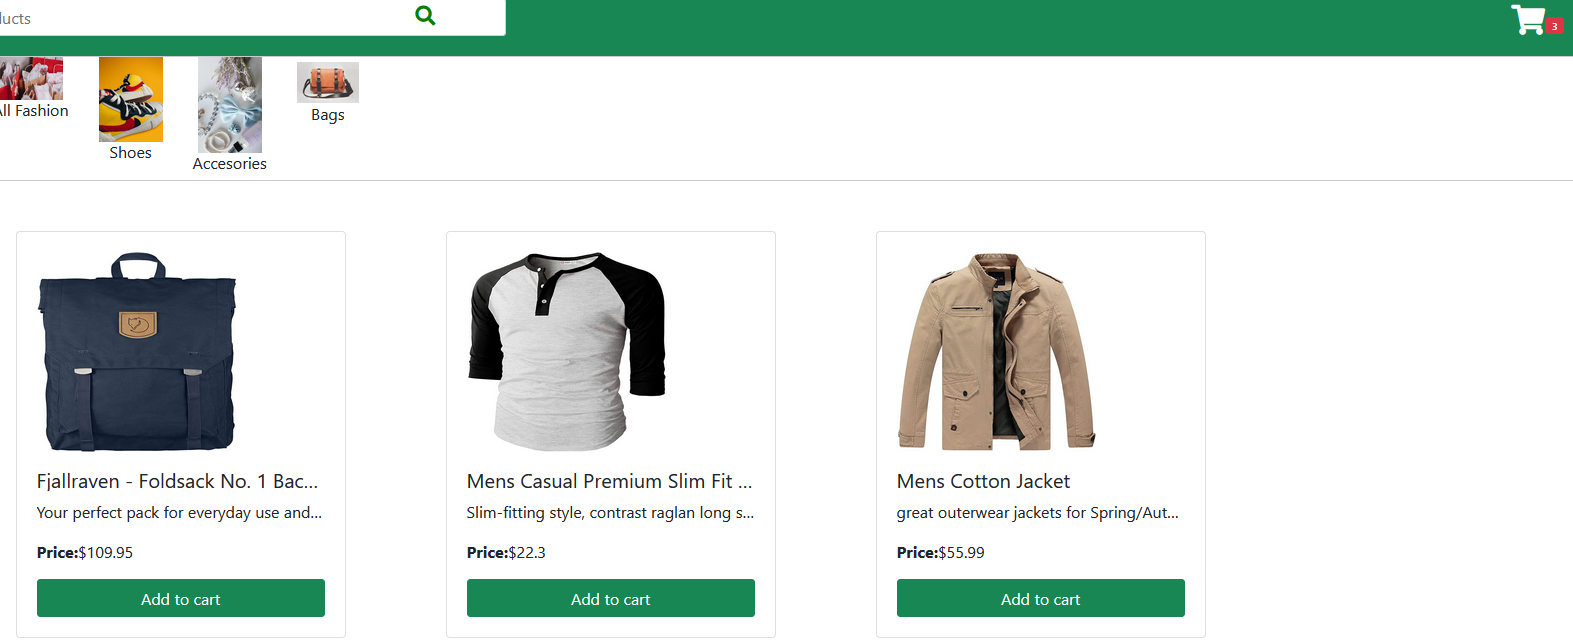 ducts
3
All Fashion
Shoes
Accesories
Bags
Fjallraven - Foldsack No. 1 Bac...
Your perfect pack for everyday use and...
Price:$109.95
Add to cart
Mens Casual Premium Slim Fit ...
Slim-fitting style, contrast raglan long s...
Price:$22.3
Add to cart
Mens Cotton Jacket
great outerwear jackets for Spring/Aut...
Price:$55.99
Add to cart